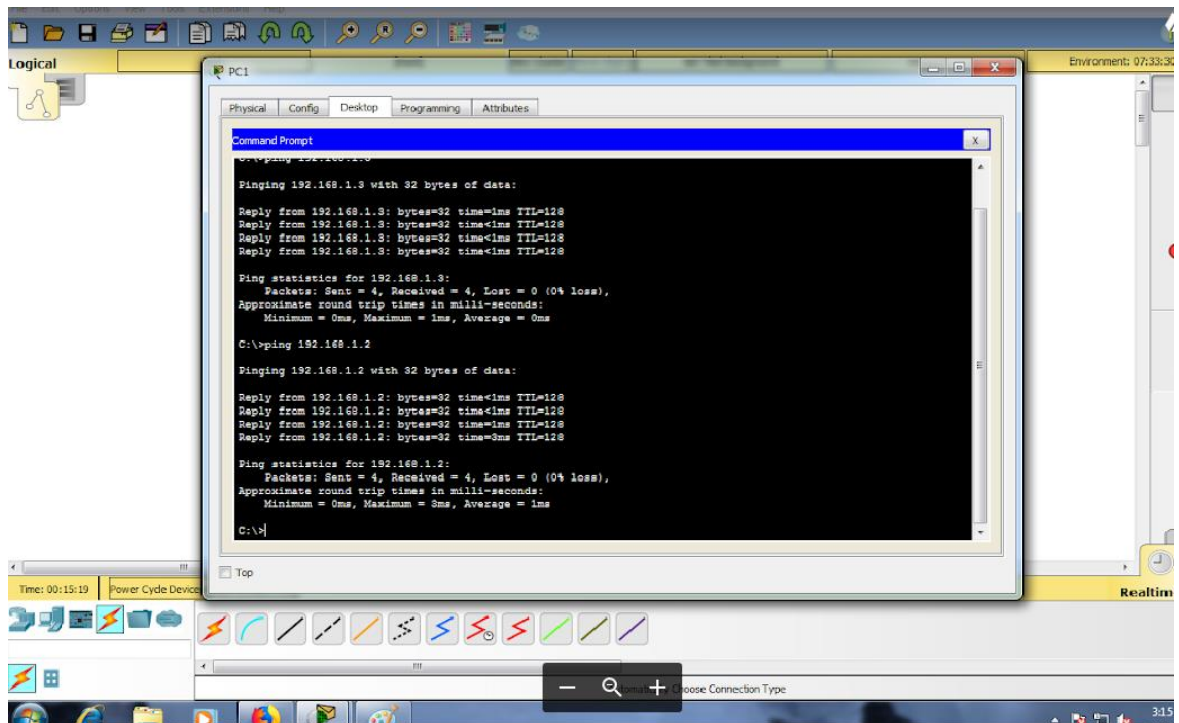 Logical
Environment: 07:33:30
PC1
Physical Config Desktop Programming Attributes
Command Prompt
X
Pinging 192.168.1.3 with 32 bytes of data:
Reply from 192.168.1.3: bytes=32 time=1ms TTL=128
Reply from 192.168.1.3: bytes=32 time<1ms TTL=128
Reply from 192.168.1.3: bytes=32 time<1ms TTL=128
Reply from 192.168.1.3: bytes=32 time<1ms TTL=128
Ping statistics for 192.168.1.3:
Packets: Sent = 4, Received = 4, Lost = 0 (0% loss),
Approximate round trip times in milli-seconds:
Minimum = 0ms, Maximum = 1ms, Average = 0ms
C:\>ping 192.168.1.2
Pinging 192.168.1.2 with 32 bytes of data:
Reply from 192.168.1.2: bytes=32 time<1ms TTL=128
Reply from 192.168.1.2: bytes=32 time<1ms TTL=128
Reply from 192.168.1.2: bytes=32 time=1ms TTL=128
Reply from 192.168.1.2: bytes=32 time=3ms TTL=128
Ping statistics for 192.168.1.2:
Packets: Sent = 4, Received = 4, Lost = 0 (0% loss),
Approximate round trip times in milli-seconds:
Minimum = 0ms, Maximum = 3ms, Average = 1ms
C:\>
Top
Time: 00:15:19 Power Cycle Device
Realtim
Choose Connection Type
3:15